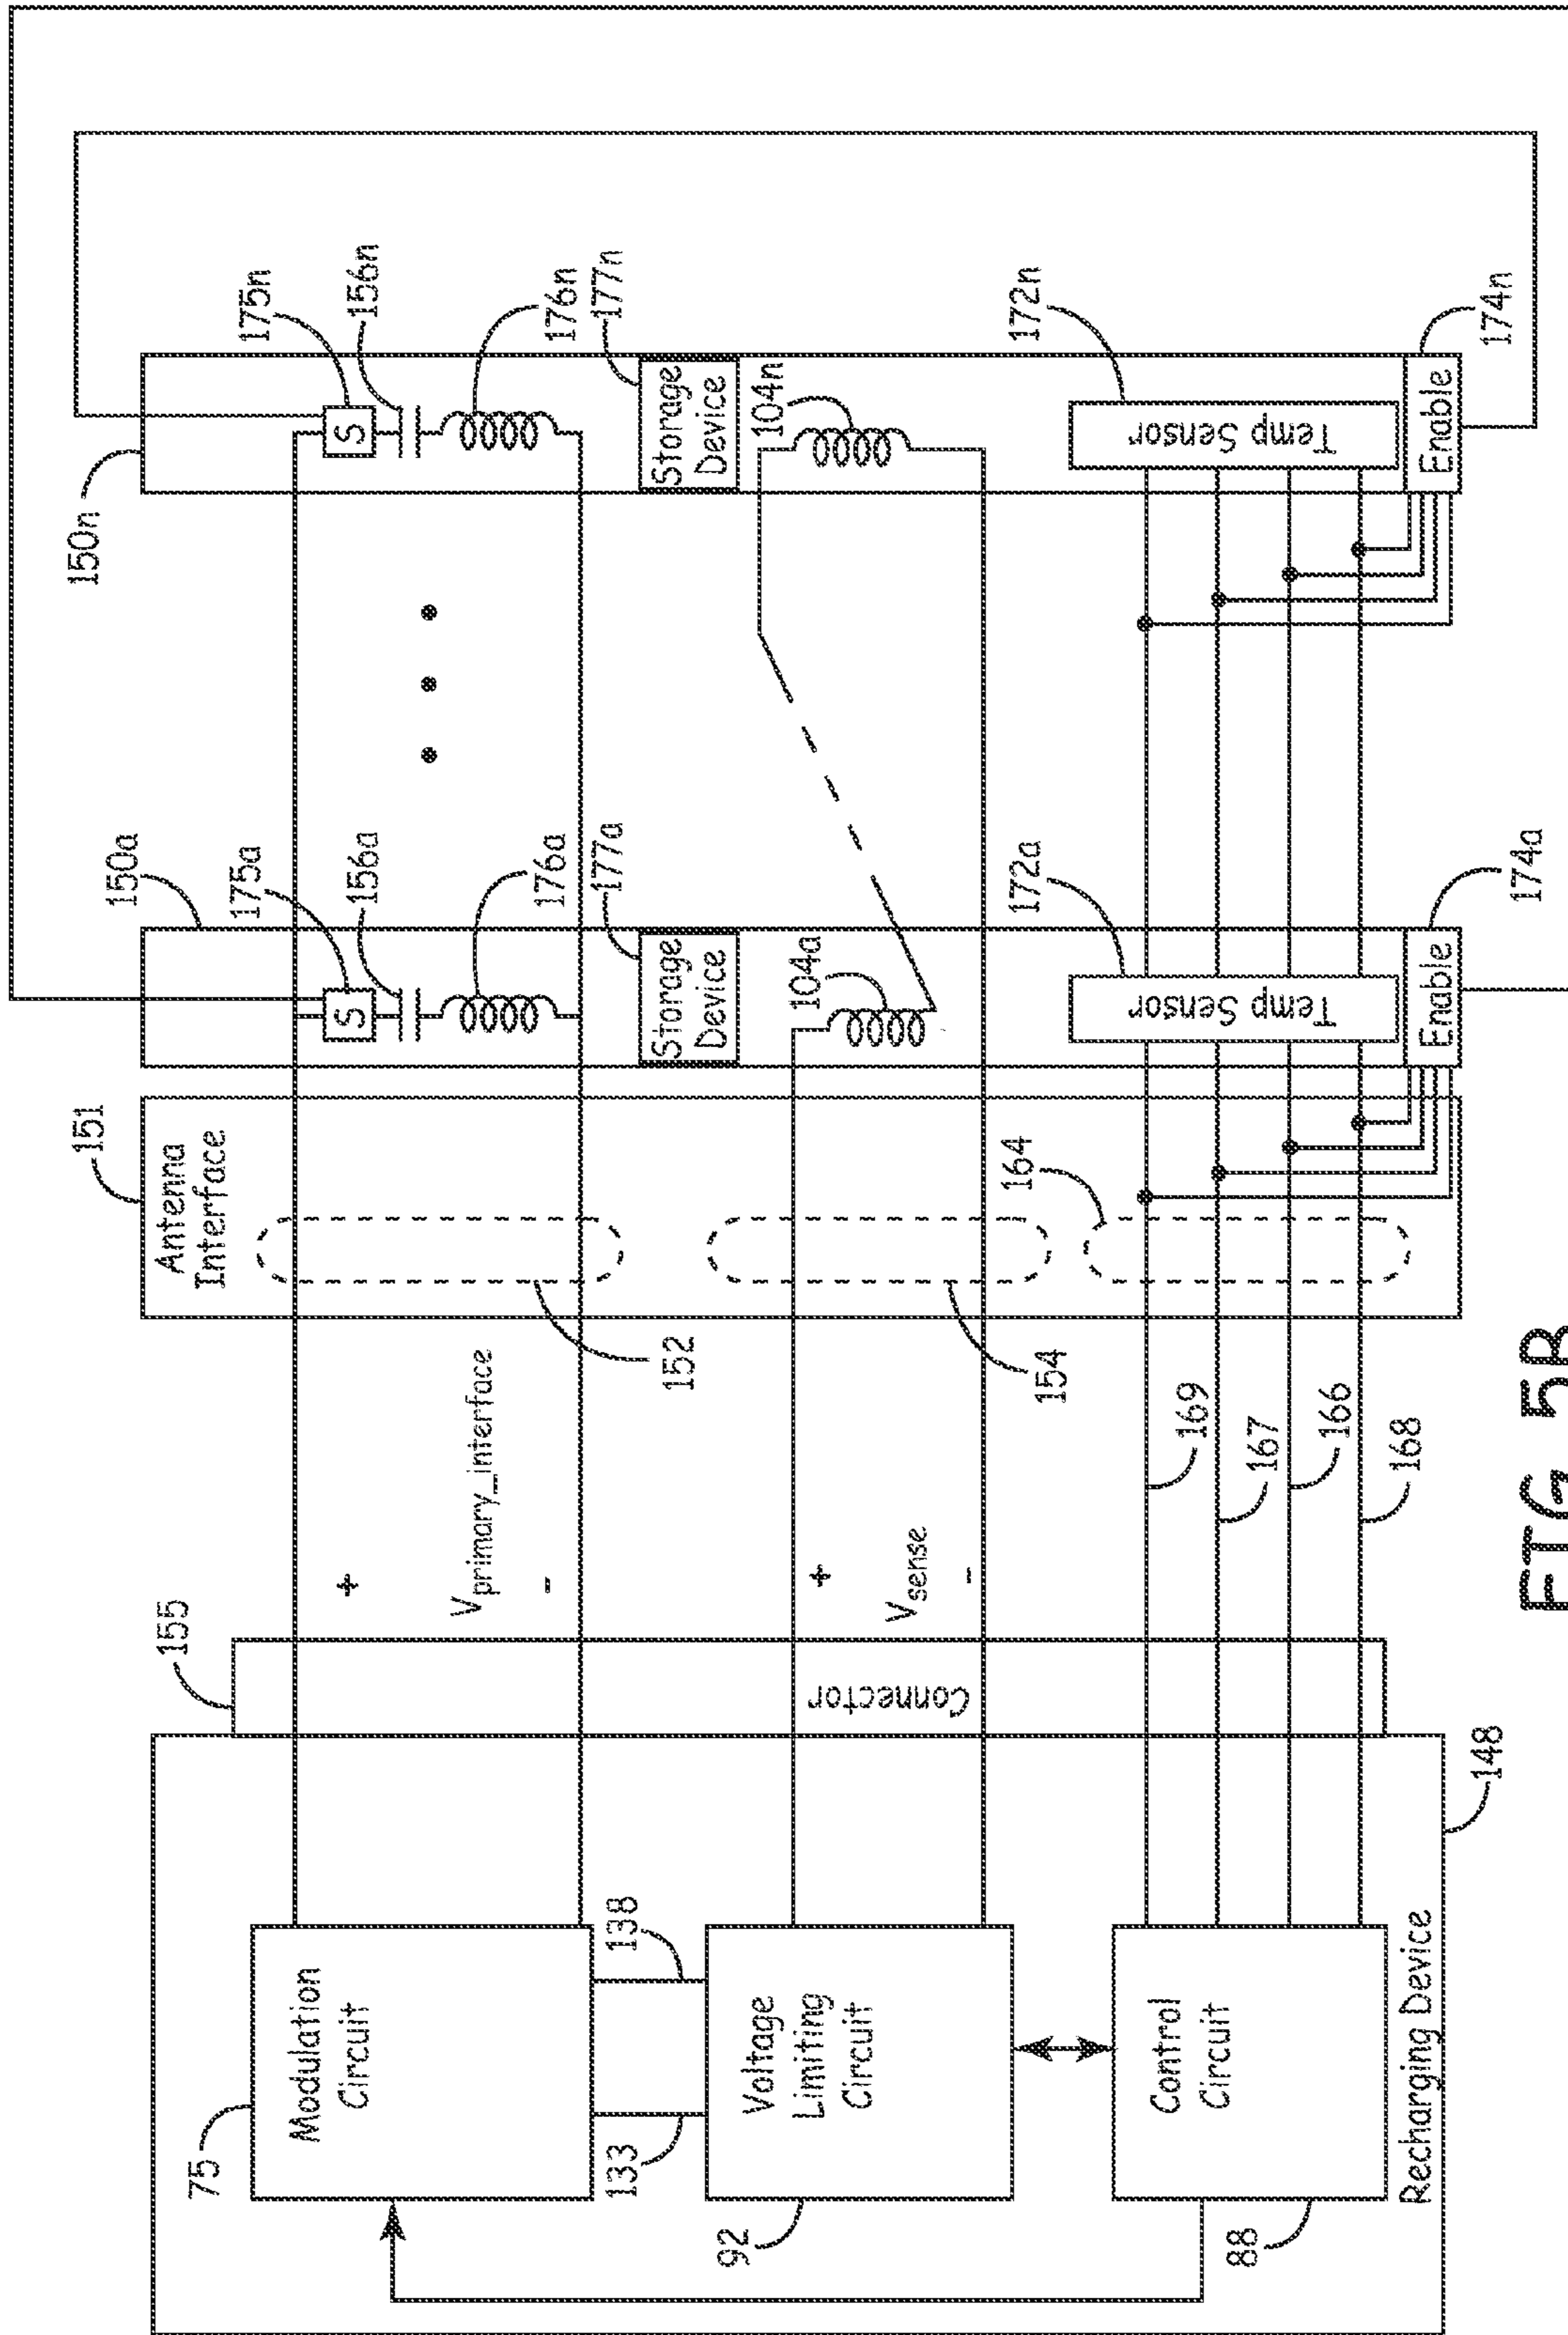 150n
175n
156n
176n
177n
S
Storage
Device
104n
172n
Temp Sensor
Enable
174n
150a
175a
156a
176a
177a
S
Storage
Device
104a
172a
Temp Sensor
Enable
174a
151
Antenna
Interface
152
154
164
155
+
Vprimary_interface
-
+
Vsense
-
169
167
166
168
Connector
75
Modulation
Circuit
133
138
92
Voltage
Limiting
Circuit
88
Control
Circuit
Recharging Device
148
FIG 5B